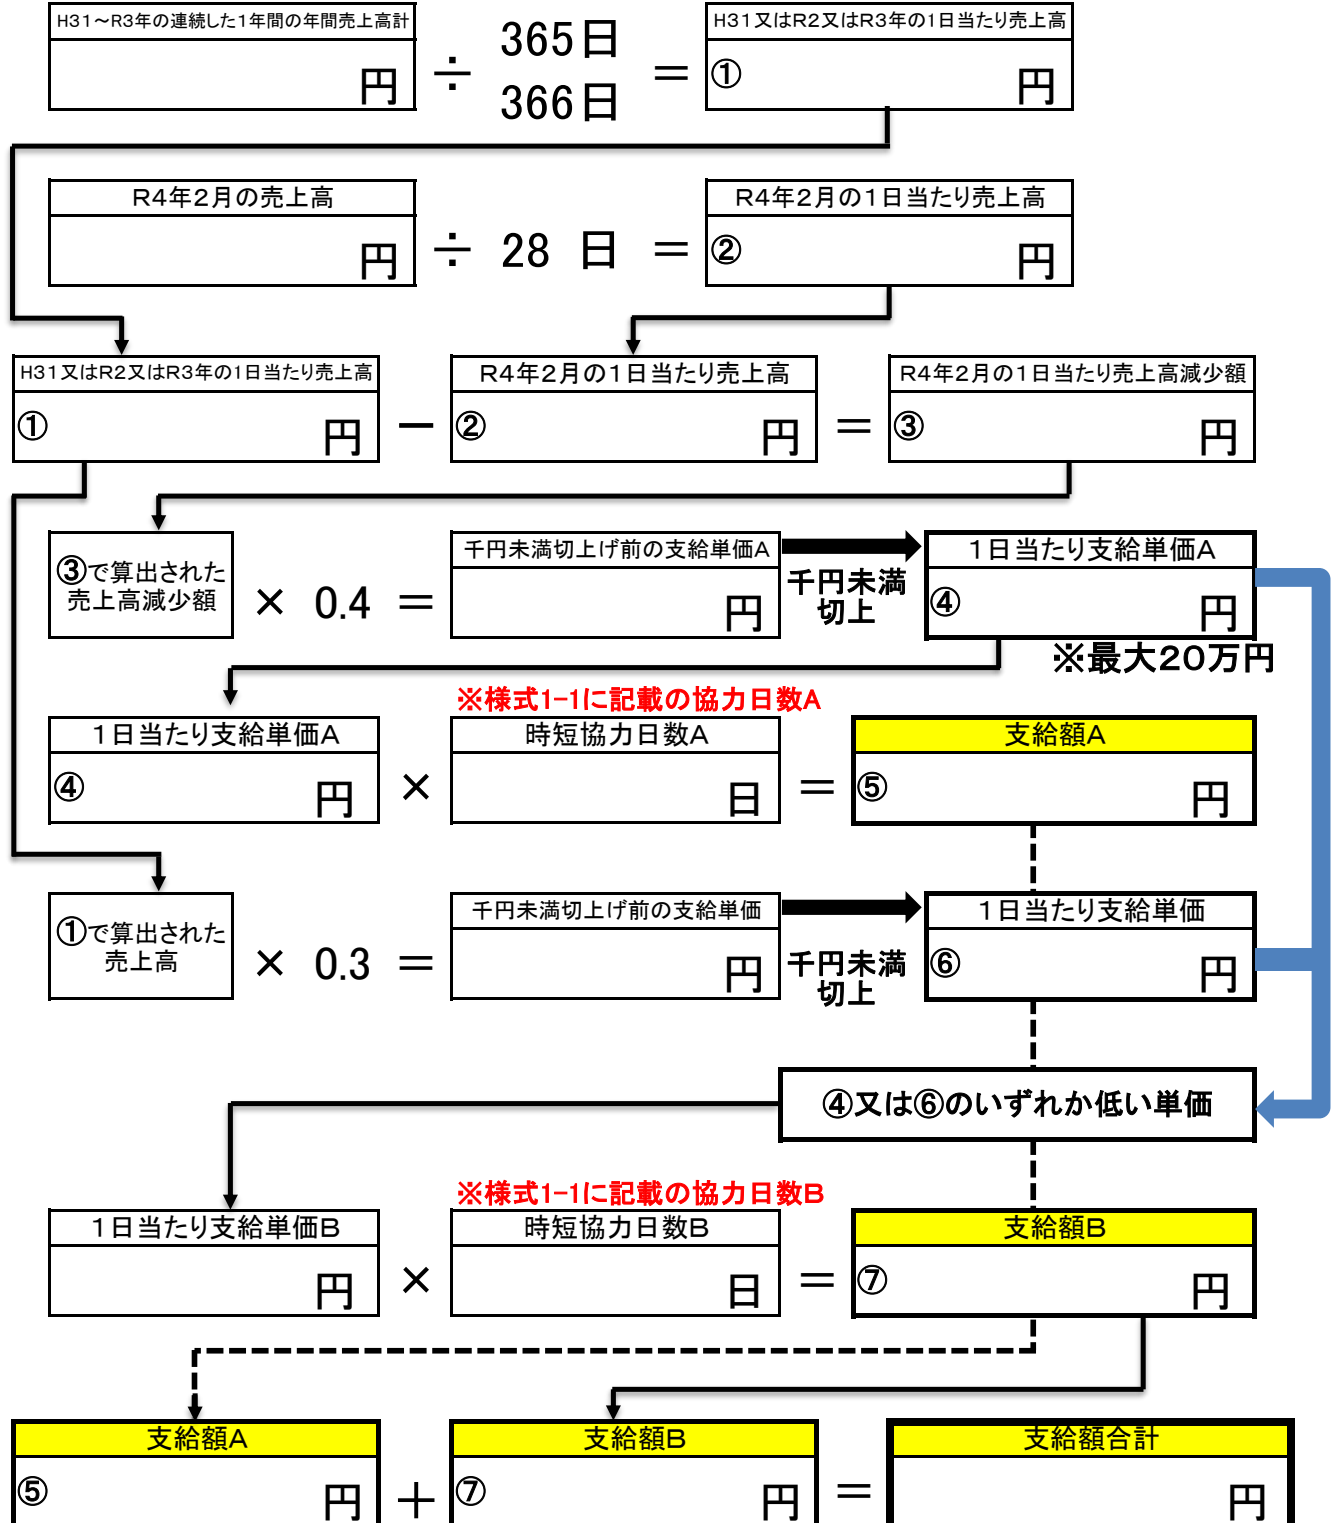 H31～R3年の連続した1年間の年間売上高計
円
÷
365日
366日
＝
H31又はR2又はR3年の1日当たり売上高
①
円
R4年2月の売上高
円
÷
28 日
＝
R4年2月の1日当たり売上高
②
円
H31又はR2又はR3年の1日当たり売上高
①
円
－
R4年2月の1日当たり売上高
②
円
＝
R4年2月の1日当たり売上高減少額
③
円
③で算出された
売上高減少額
× 0.4 ＝
千円未満切上げ前の支給単価A
円
千円未満
切上
1日当たり支給単価A
④
円
※最大20万円
1日当たり支給単価A
④
円
×
※様式1-1に記載の協力日数A
時短協力日数A
日
＝
支給額A
⑤
円
①で算出された
売上高
× 0.3 ＝
千円未満切上げ前の支給単価
円
千円未満
切上
1日当たり支給単価
⑥
円
④又は⑥のいずれか低い単価
1日当たり支給単価B
円
×
※様式1-1に記載の協力日数B
時短協力日数B
日
＝
支給額B
⑦
円
支給額A
⑤
円
＋
支給額B
⑦
円
＝
支給額合計
円